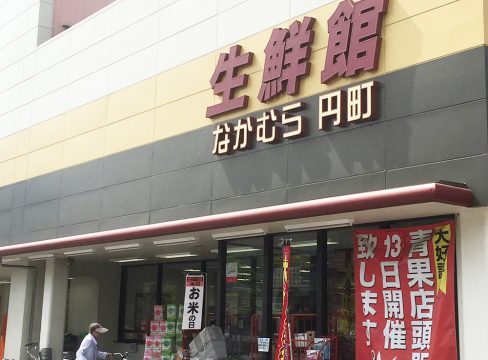 生鮮館
なかむら 円町
大好評
青果店頭
13日開催
致します
お米の日